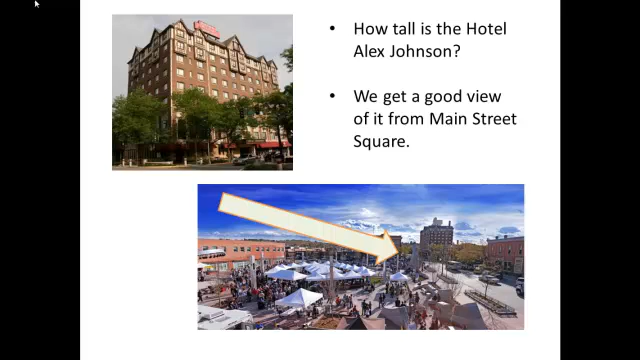 • How tall is the Hotel
Alex Johnson?
• We get a good view
of it from Main Street
Square.